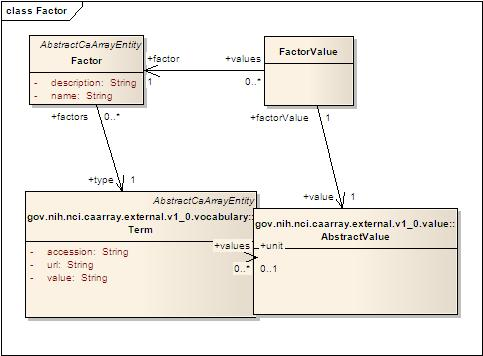 class Factor
AbstractCaArrayEntity
Factor
- description: String
- name: String
+factor
1
+values
0..*
FactorValue
+factors
0..*
+factorValue
1
+type
1
+value
1
AbstractCaArrayEntity
gov.nih.nci.caarray.external.v1_0.vocabulary::
Term
- accession: String
- url: String
- value: String
gov.nih.nci.caarray.external.v1_0.value::
AbstractValue
+values
0..*
+unit
0..1